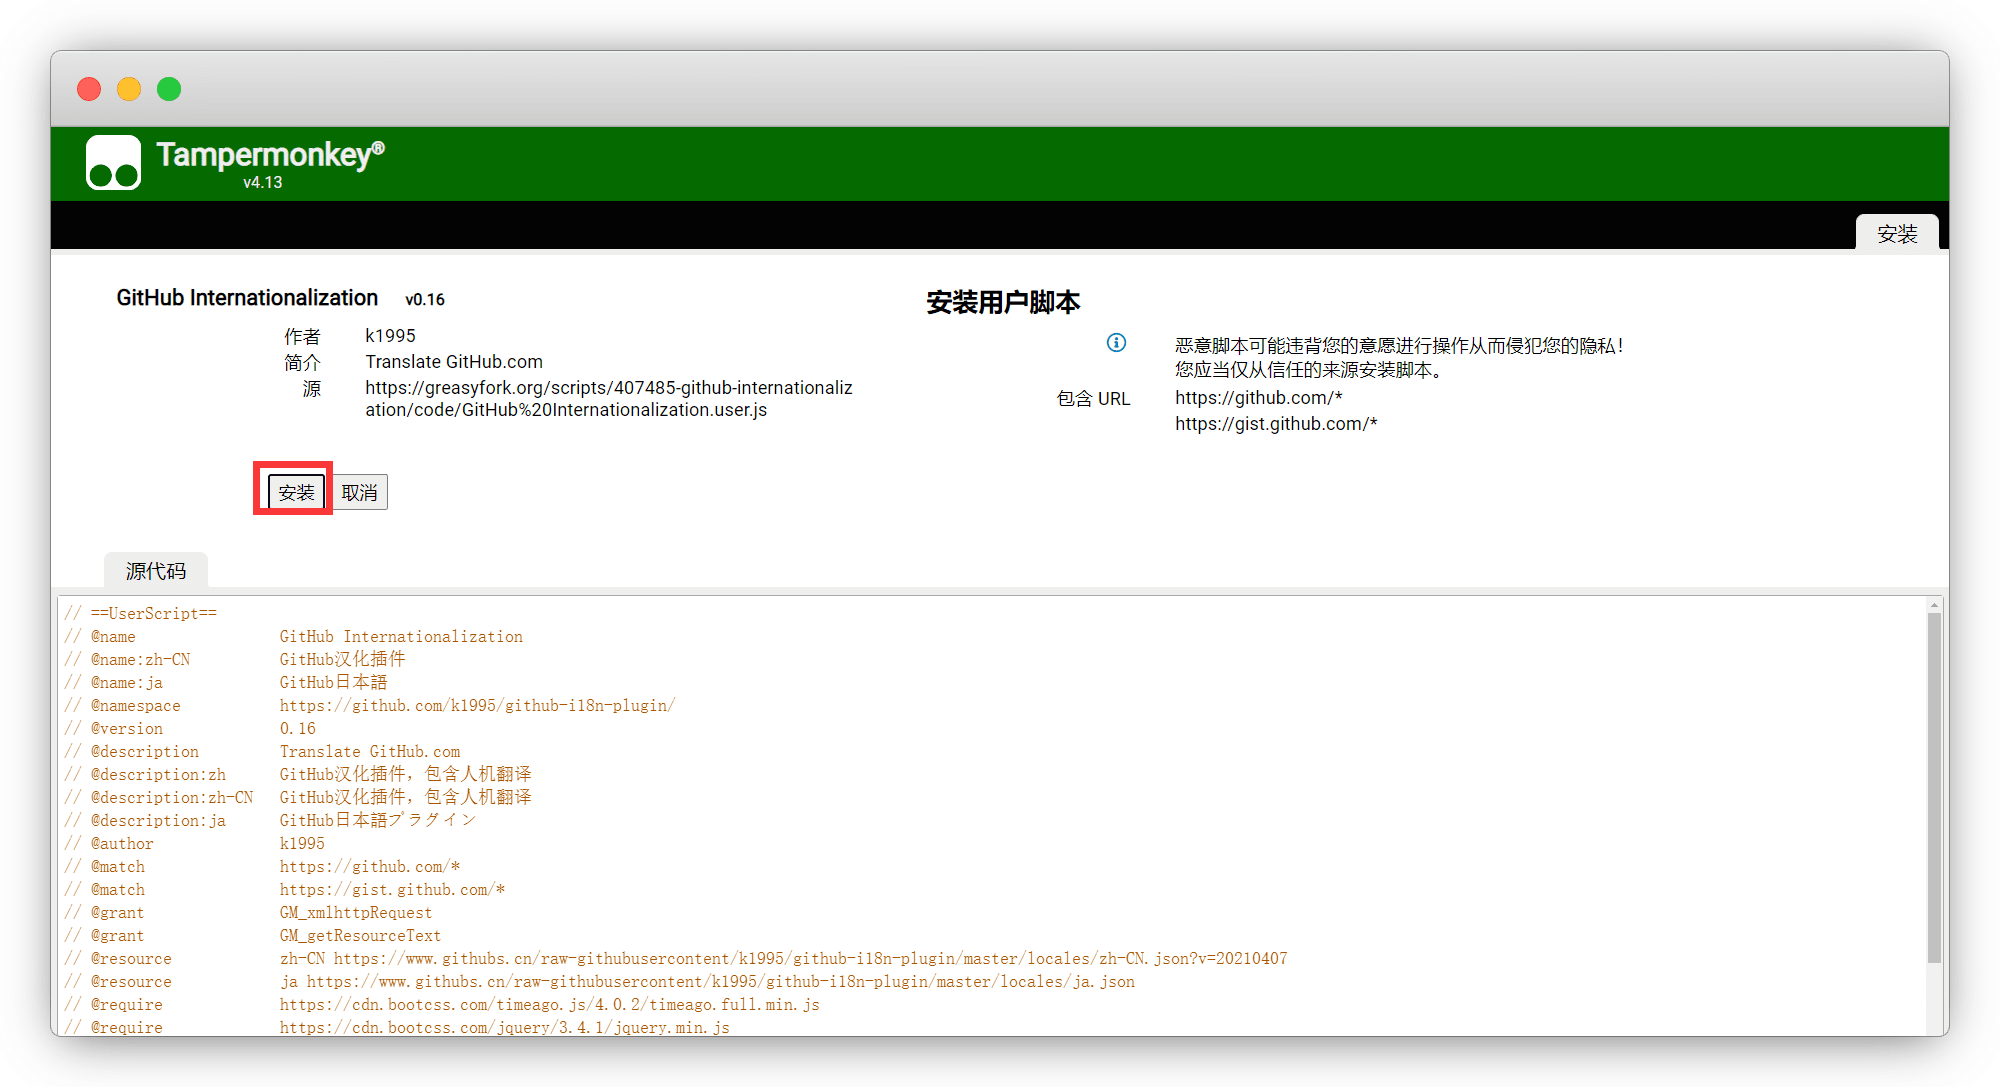 Tampermonkey®
v4.13
安装
GitHub Internationalization v0.16
作者 k1995
简介 Translate GitHub.com
源 https://greasyfork.org/scripts/407485-github-internationaliz
ation/code/GitHub%20Internationalization.user.js
安装 取消
安装用户脚本
恶意脚本可能违背您的意愿进行操作从而侵犯您的隐私!
您应当仅从信任的来源安装脚本。
包含 URL https://github.com/*
https://gist.github.com/*
源代码
// ==UserScript==
// @name GitHub Internationalization
// @name:zh-CN GitHub汉化插件
// @name:ja GitHub日本語
// @namespace https://github.com/k1995/github-i18n-plugin/
// @version 0.16
// @description Translate GitHub.com
// @description:zh GitHub汉化插件，包含人机翻译
// @description:zh-CN GitHub汉化插件，包含人机翻译
// @description:ja GitHub日本語プラグイン
// @author k1995
// @match https://github.com/*
// @match https://gist.github.com/*
// @grant GM_xmlhttpRequest
// @grant GM_getResourceText
// @resource zh-CN https://www.githubs.cn/raw-githubusercontent/k1995/github-i18n-plugin/master/locales/zh-CN.json?v=20210407
// @resource ja https://www.githubs.cn/raw-githubusercontent/k1995/github-i18n-plugin/master/locales/ja.json
// @require https://cdn.bootcss.com/timeago.js/4.0.2/timeago.full.min.js
// @require https://cdn.bootcss.com/jquery/3.4.1/jquery.min.js